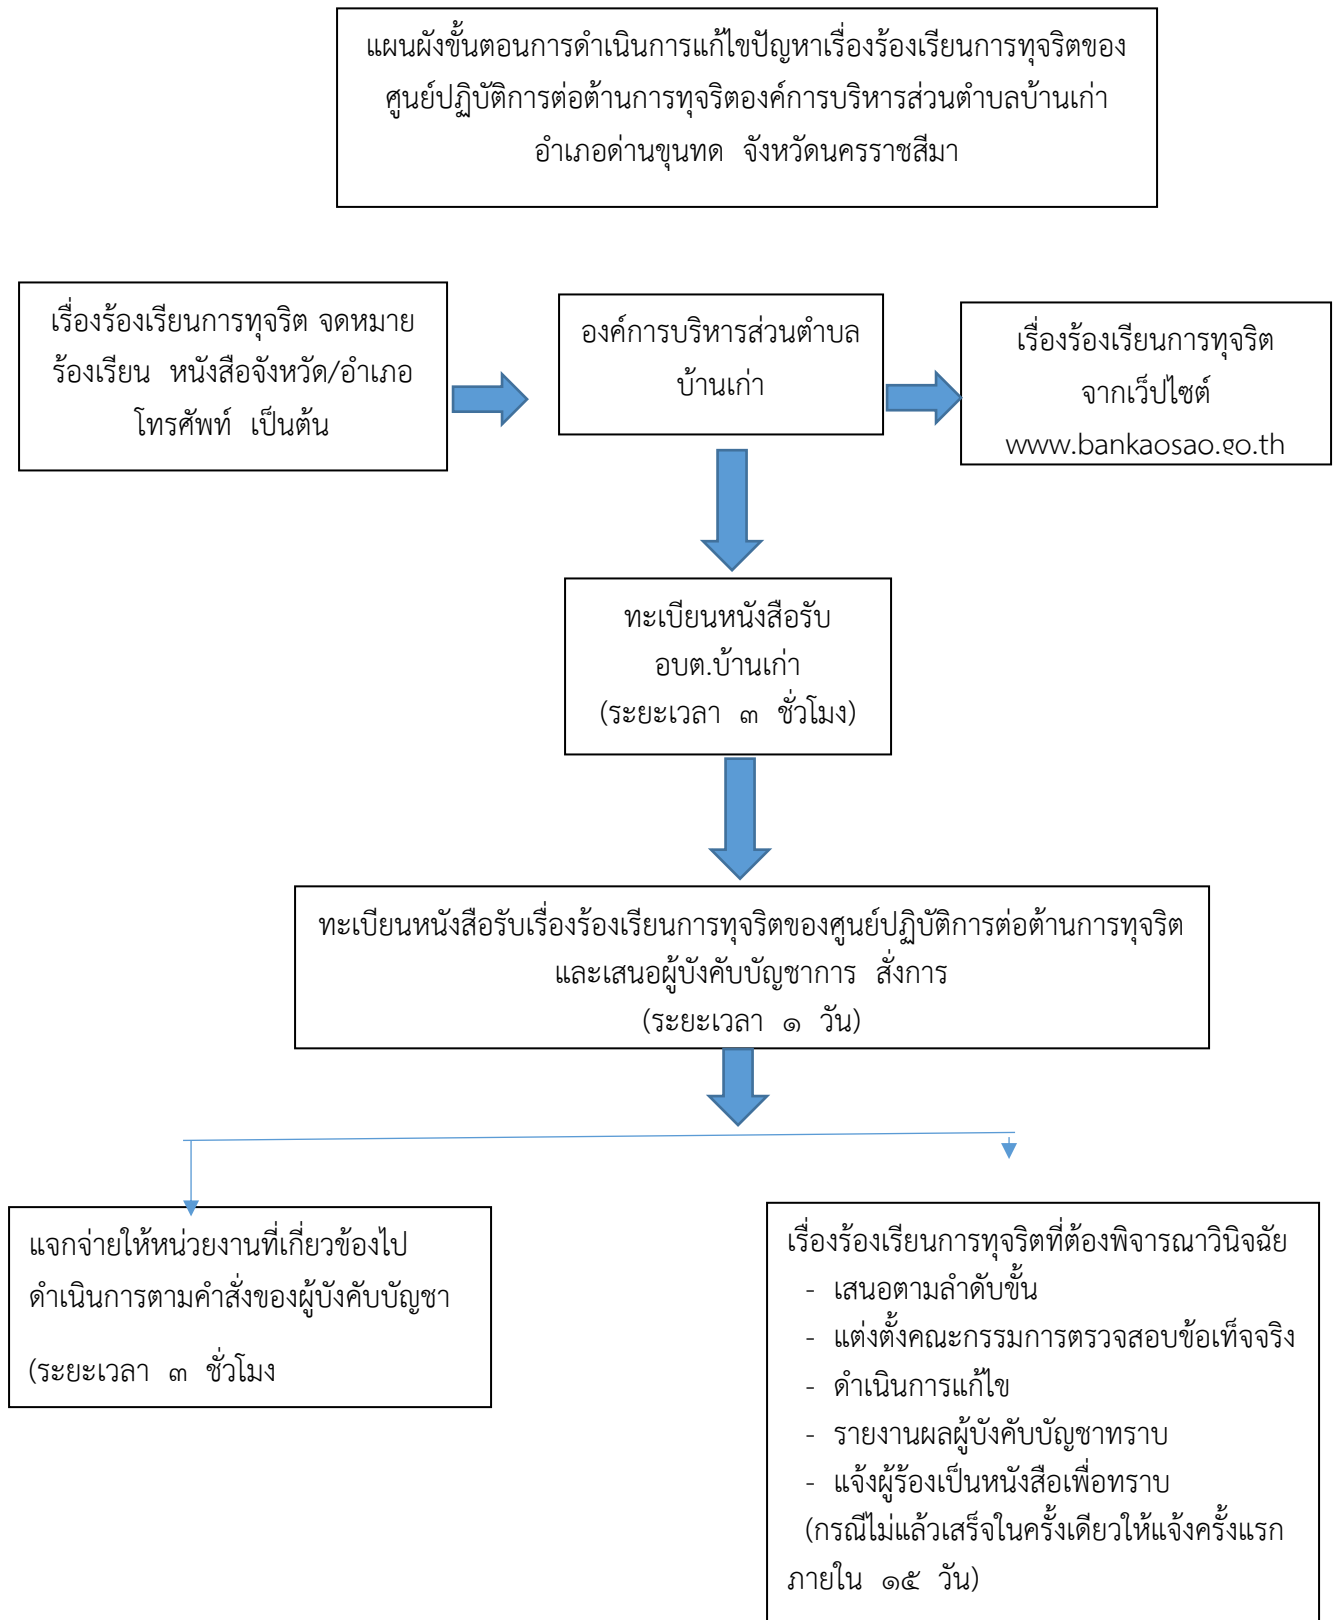 แผนผังขั้นตอนการดำเนินการแก้ไขปัญหาเรื่องร้องเรียนการทุจริตของ
ศูนย์ปฏิบัติการต่อต้านการทุจริตองค์การบริหารส่วนตำบลบ้านเก่า
อำเภอด่านขุนทด จังหวัดนครราชสีมา
เรื่องร้องเรียนการทุจริต จดหมาย
ร้องเรียน หนังสือจังหวัด/อำเภอ
โทรศัพท์ เป็นต้น
องค์การบริหารส่วนตำบล
บ้านเก่า
เรื่องร้องเรียนการทุจริต
จากเว็ปไซต์
www.bankaosao.go.th
ทะเบียนหนังสือรับ
อบต.บ้านเก่า
(ระยะเวลา ๓ ชั่วโมง)
ทะเบียนหนังสือรับเรื่องร้องเรียนการทุจริตของศูนย์ปฏิบัติการต่อต้านการทุจริต
และเสนอผู้บังคับบัญชาการ สั่งการ
(ระยะเวลา ๑ วัน)
แจกจ่ายให้หน่วยงานที่เกี่ยวข้องไป
ดำเนินการตามคำสั่งของผู้บังคับบัญชา
(ระยะเวลา ๓ ชั่วโมง
เรื่องร้องเรียนการทุจริตที่ต้องพิจารณาวินิจฉัย
- เสนอตามลำดับขั้น
- แต่งตั้งคณะกรรมการตรวจสอบข้อเท็จจริง
- ดำเนินการแก้ไข
- รายงานผลผู้บังคับบัญชาทราบ
- แจ้งผู้ร้องเป็นหนังสือเพื่อทราบ
(กรณีไม่แล้วเสร็จในครั้งเดียวให้แจ้งครั้งแรก
ภายใน ๑๕ วัน)